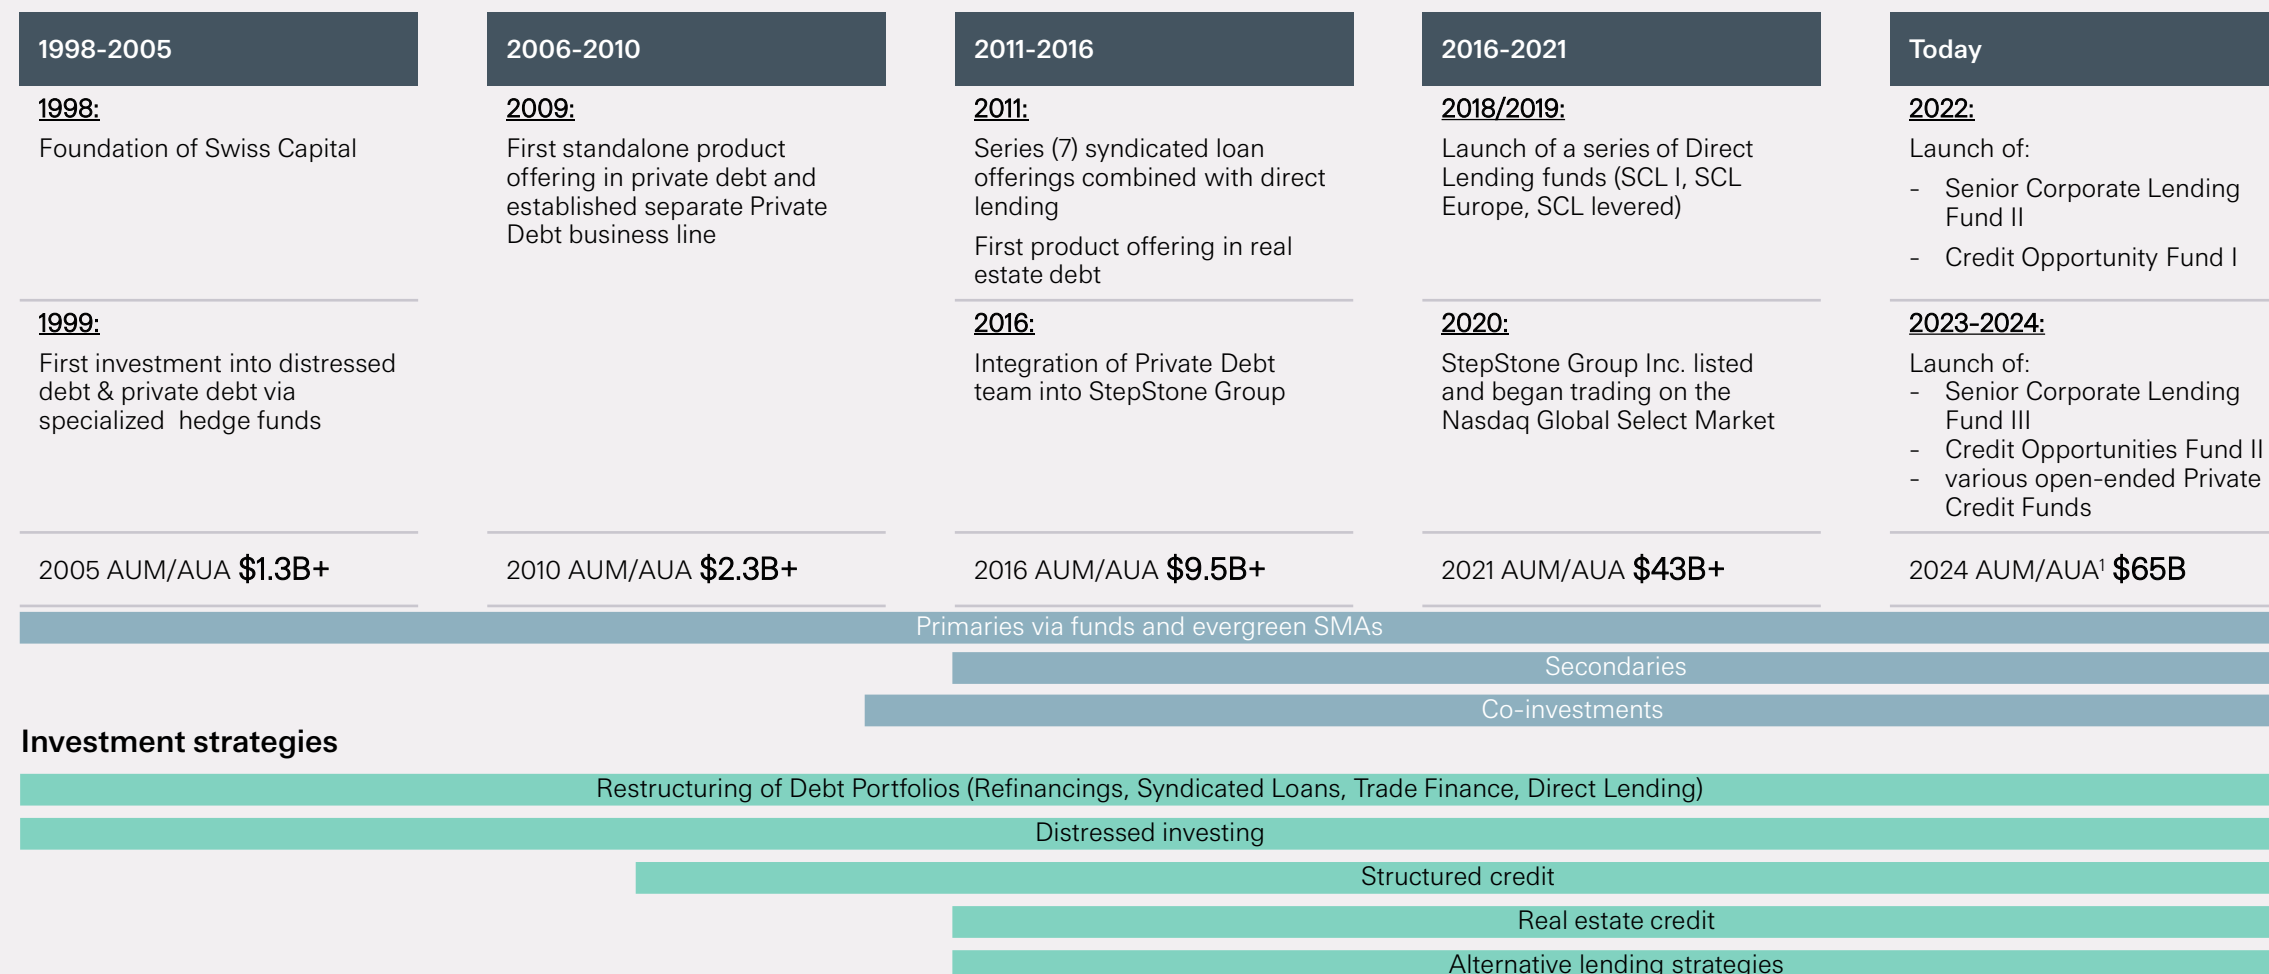 1998-2005
1998:
Foundation of Swiss Capital
1999:
First investment into distressed
debt & private debt via
specialized  hedge funds
2005 AUM/AUA $1.3B+
2006-2010
2009:
First standalone product
offering in private debt and
established separate Private
Debt business line
2010 AUM/AUA $2.3B+
2011-2016
2011:
Series (7) syndicated loan
offerings combined with direct
lending
First product offering in real
estate debt
2016:
Integration of Private Debt
team into StepStone Group
2016 AUM/AUA $9.5B+
2016-2021
2018/2019:
Launch of a series of Direct
Lending funds (SCL I, SCL
Europe, SCL levered)
2020:
StepStone Group Inc. listed
and began trading on the
Nasdaq Global Select Market
2021 AUM/AUA $43B+
Today
2022:
Launch of:
- Senior Corporate Lending
Fund II
- Credit Opportunity Fund I
2023-2024:
Launch of:
- Senior Corporate Lending
Fund III
- Credit Opportunities Fund II
- various open-ended Private
Credit Funds
2024 AUM/AUA¹ $65B
Primaries via funds and evergreen SMAs
Secondaries
Co-investments
Investment strategies
Restructuring of Debt Portfolios (Refinancings, Syndicated Loans, Trade Finance, Direct Lending)
Distressed investing
Structured credit
Real estate credit
Alternative lending strategies